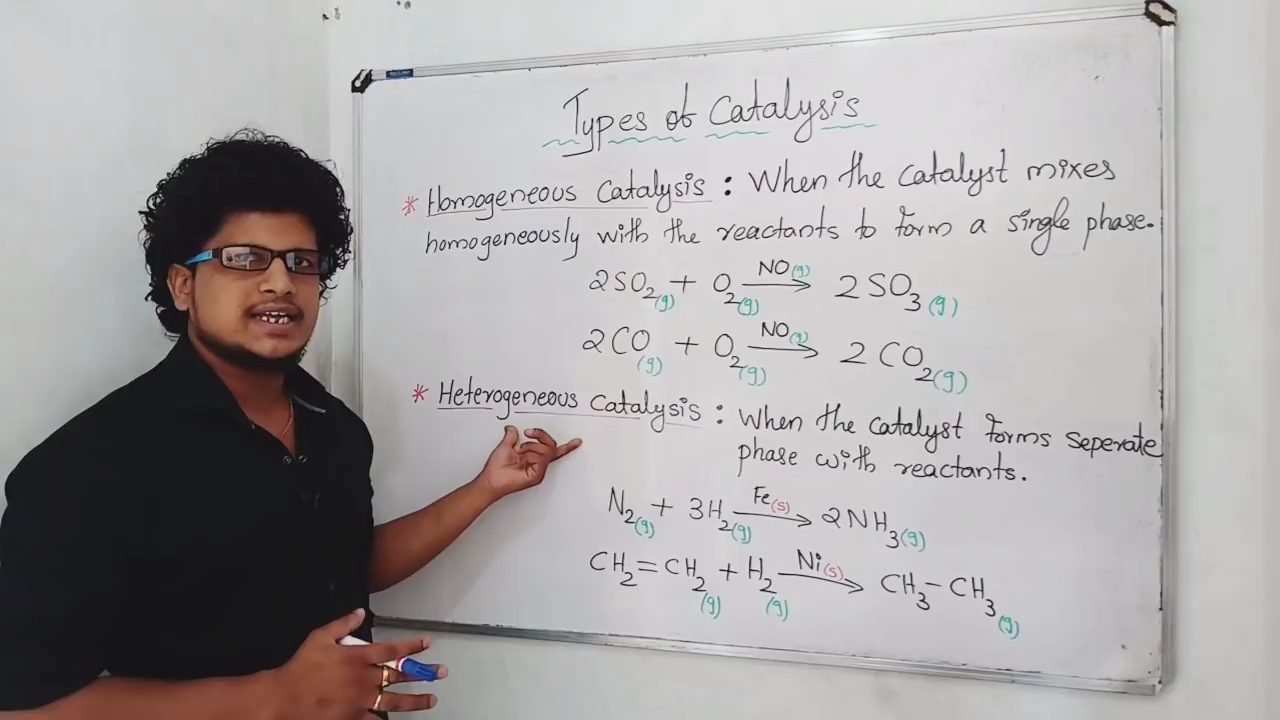 Types of Catalysis
* Homogeneous Catalysis : When the catalyst mixes
homogeneously with the reactants to form a single phase.
2SO₂(g) + O₂(g) NO(g)→ 2SO₃(g)
2CO(g) + O₂(g) NO(g)→ 2CO₂(g)
* Heterogeneous Catalysis : When the catalyst forms seperate
phase with reactants.
N₂(g) + 3H₂(g) Fe(s)→ 2NH₃(g)
CH₂=CH₂(g) + H₂(g) Ni(s)→ CH₃-CH₃(g)